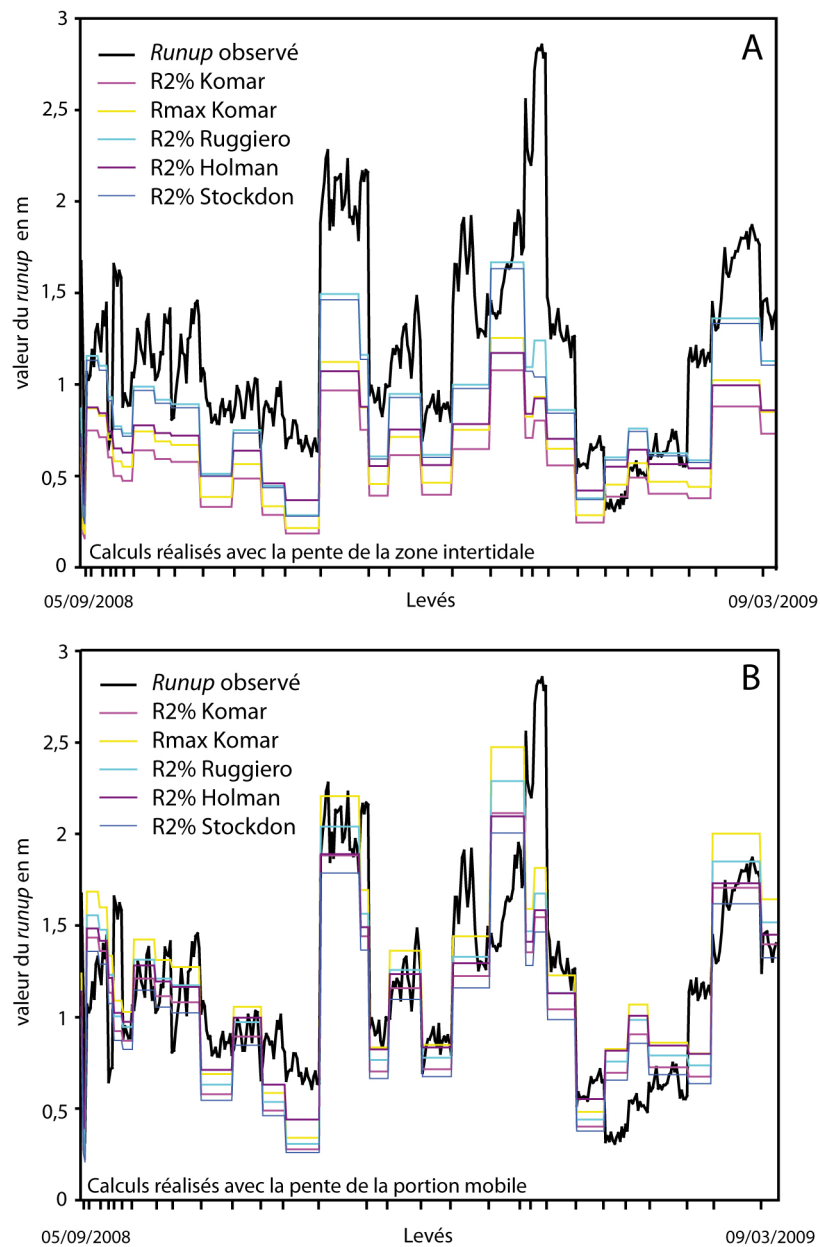 3
A
Runup observé
R2% Komar
Rmax Komar
R2% Ruggiero
R2% Holman
R2% Stockdon
2,5
2
1,5
1
0,5
0
valeur du runup en m
Calculs réalisés avec la pente de la zone intertidale
05/09/2008
Levés
09/03/2009
3
B
Runup observé
R2% Komar
Rmax Komar
R2% Ruggiero
R2% Holman
R2% Stockdon
2,5
2
1,5
1
0,5
0
valeur du runup en m
Calculs réalisés avec la pente de la portion mobile
05/09/2008
Levés
09/03/2009